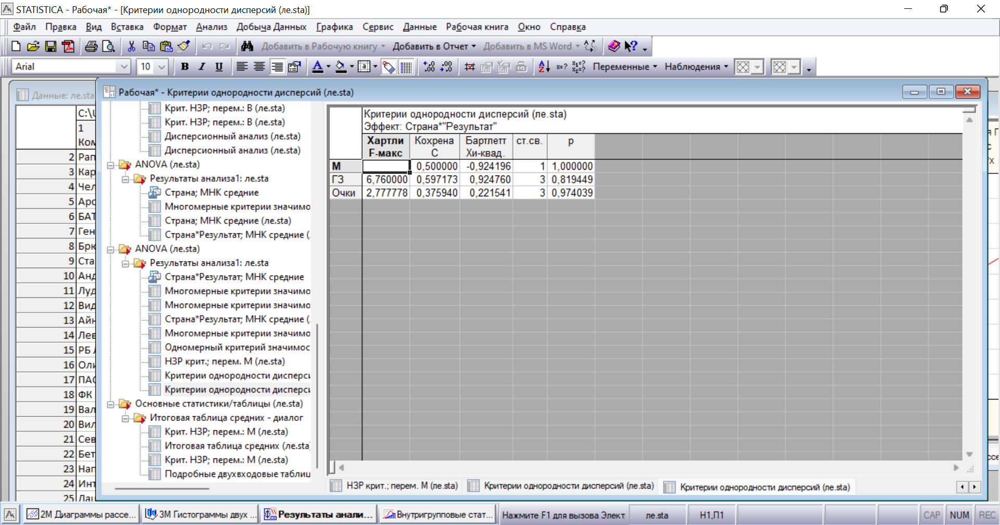 STATISTICA - Рабочая* - [Критерии однородности дисперсий (ле.sta)]
Файл Правка Вид Вставка Формат Анализ Добыча Данных Графика Сервис Данные Рабочая книга Окно Справка
Добавить в Рабочую книгу Добавить в Отчет Добавить в MS Word
Arial 10 B I U Переменные Наблюдения
Данные: ле.sta
Рабочая* - Критерии однородности дисперсий (ле.sta)
C:\
1
2 Рап
3 Кар
4 Чел
5 Арс
6 БАТ
7 Ген
8 Брю
9 Ста
10 Анд
11 Луд
12 Вид
13 Айн
14 Лев
15 РБ
16 Оли
17 ПАО
18 ФК
19 Вал
20 Вил
21 Сев
22 Бет
23 Нап
24 Инт
25 Лац
Крит. НЗР; перем.: В (ле.sta)
Крит. НЗР; перем.: В (ле.sta)
Дисперсионный анализ (ле.sta)
Дисперсионный анализ (ле.sta)
ANOVA (ле.sta)
Результаты анализа1: ле.sta
Страна; МНК средние
Многомерные критерии значимо
Страна; МНК средние (ле.sta)
Страна*Результат; МНК средние (
ANOVA (ле.sta)
Результаты анализа1: ле.sta
Страна*Результат; МНК средние
Многомерные критерии значимо
Многомерные критерии значимо
Страна*Результат; МНК средние (
Многомерные критерии значимо
Одномерный критерий значимос
НЗР крит.; перем. М (ле.sta)
Критерии однородности дисперси
Критерии однородности дисперси
Основные статистики/таблицы (ле.sta)
Итоговая таблица средних - диалог
Крит. НЗР; перем.: М (ле.sta)
Итоговая таблица средних (ле.sta
Крит. НЗР; перем.: М (ле.sta)
Подробные двухвходовые таблиц
Критерии однородности дисперсий (ле.sta)
Эффект: Страна*"Результат"
Хартли Кохрена Бартлетт ст.св. p
F-макс C Хи-квад.
М 0,500000 -0,924196 1 1,000000
ГЗ 6,760000 0,597173 0,924760 3 0,819449
Очки 2,777778 0,375940 0,221541 3 0,974039
НЗР крит.; перем. М (ле.sta) Критерии однородности дисперсий (ле.sta) Критерии однородности дисперсий (ле.sta)
2М Диаграммы рассе... 3М Гистограммы двух ... Результаты анали... Внутригрупповые стат... Нажмите F1 для вызова Элект ле.sta Н1,П1 CAP NUM REC